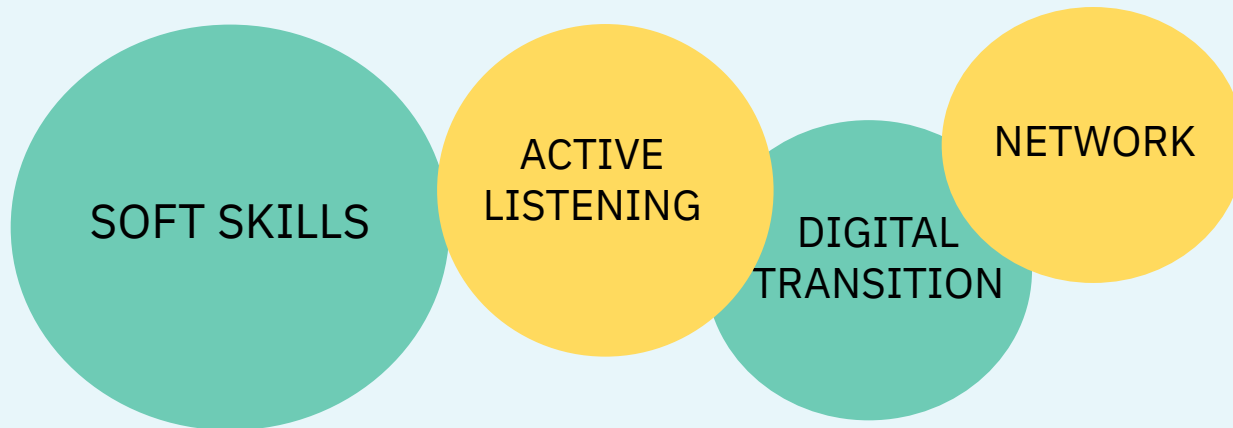 SOFT SKILLS
ACTIVE
LISTENING
DIGITAL
TRANSITION
NETWORK